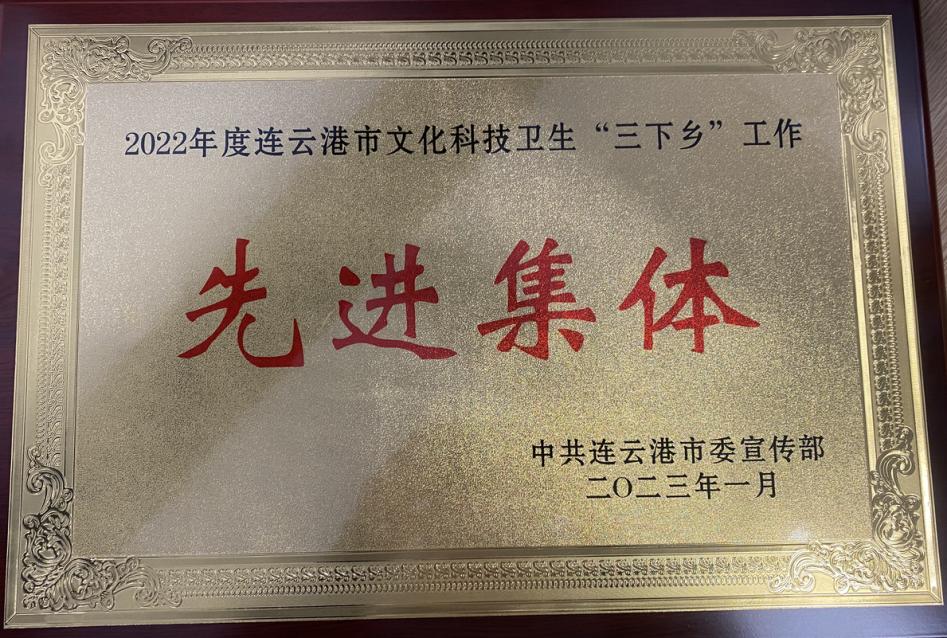 2022年度连云港市文化科技卫生“三下乡”工作
先进集体
中共连云港市委宣传部
二〇二三年一月